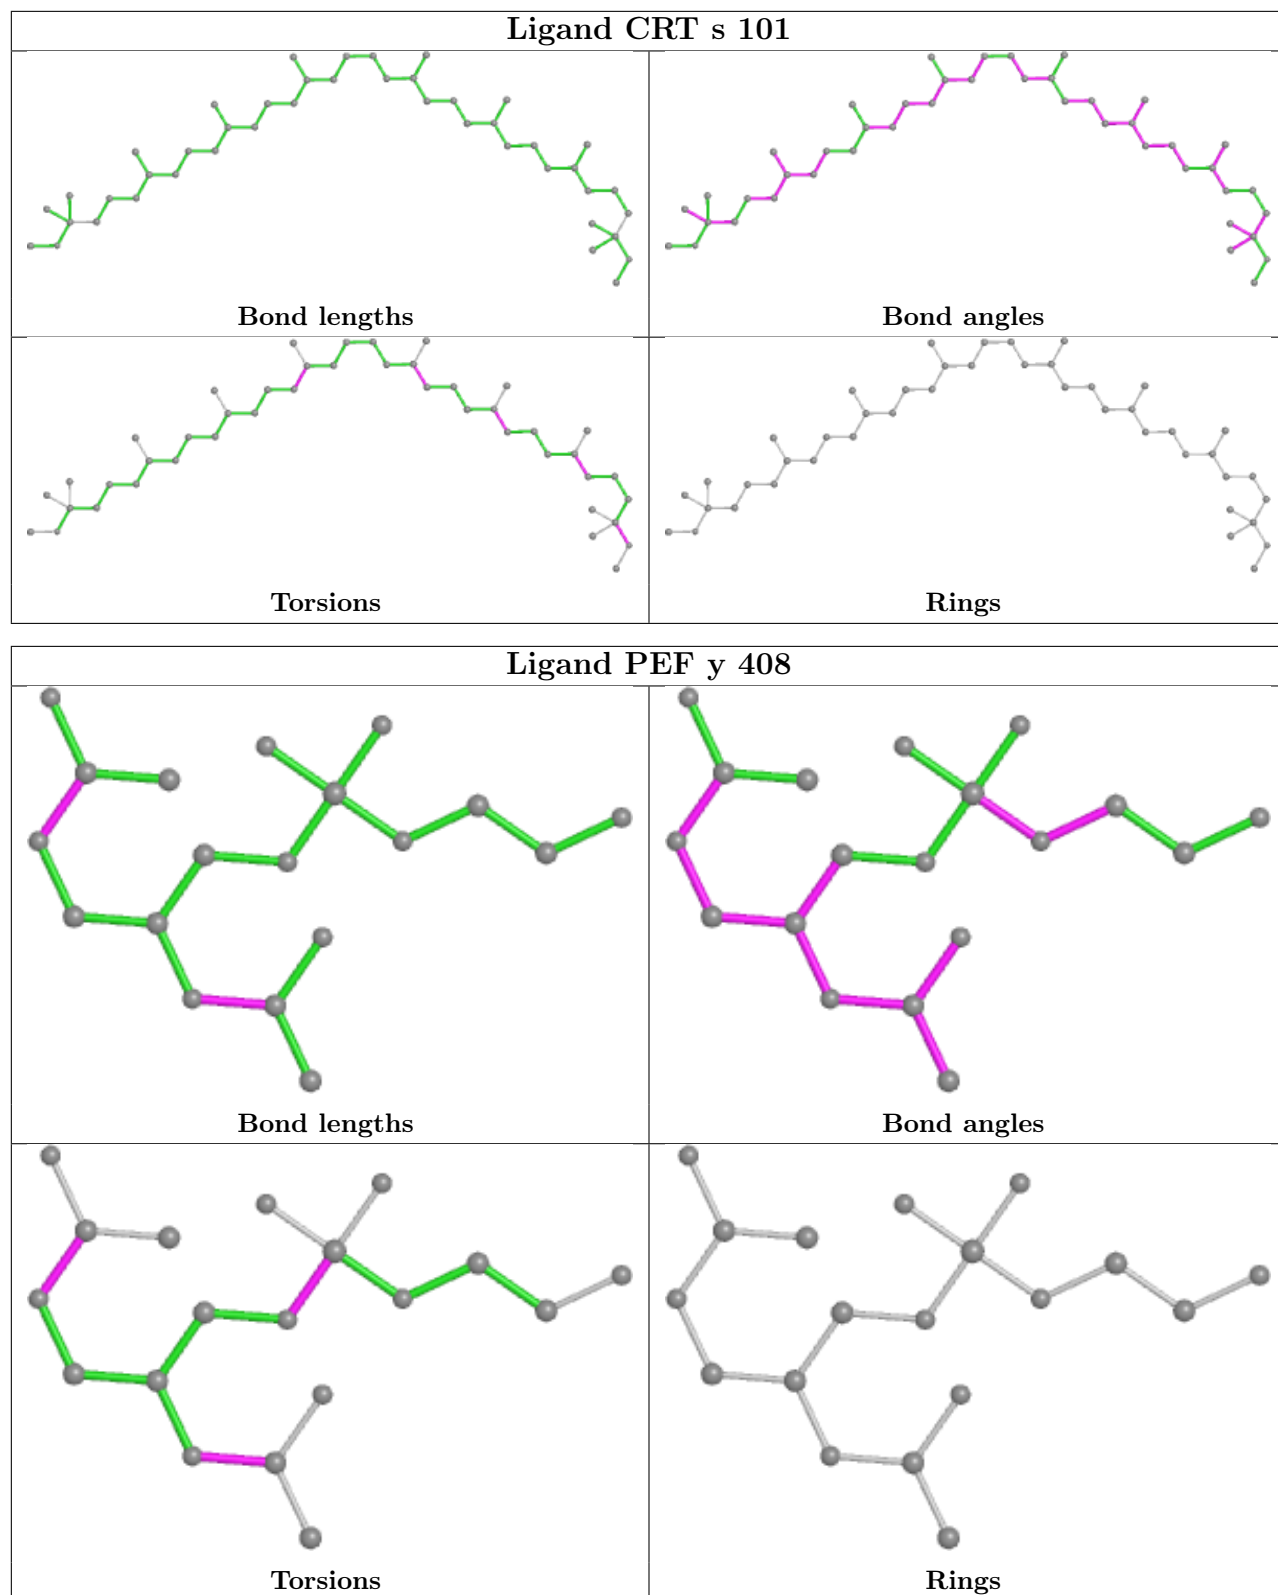 Ligand CRT s 101
Bond lengths
Bond angles
Torsions
Rings
Ligand PEF y 408
Bond lengths
Bond angles
Torsions
Rings